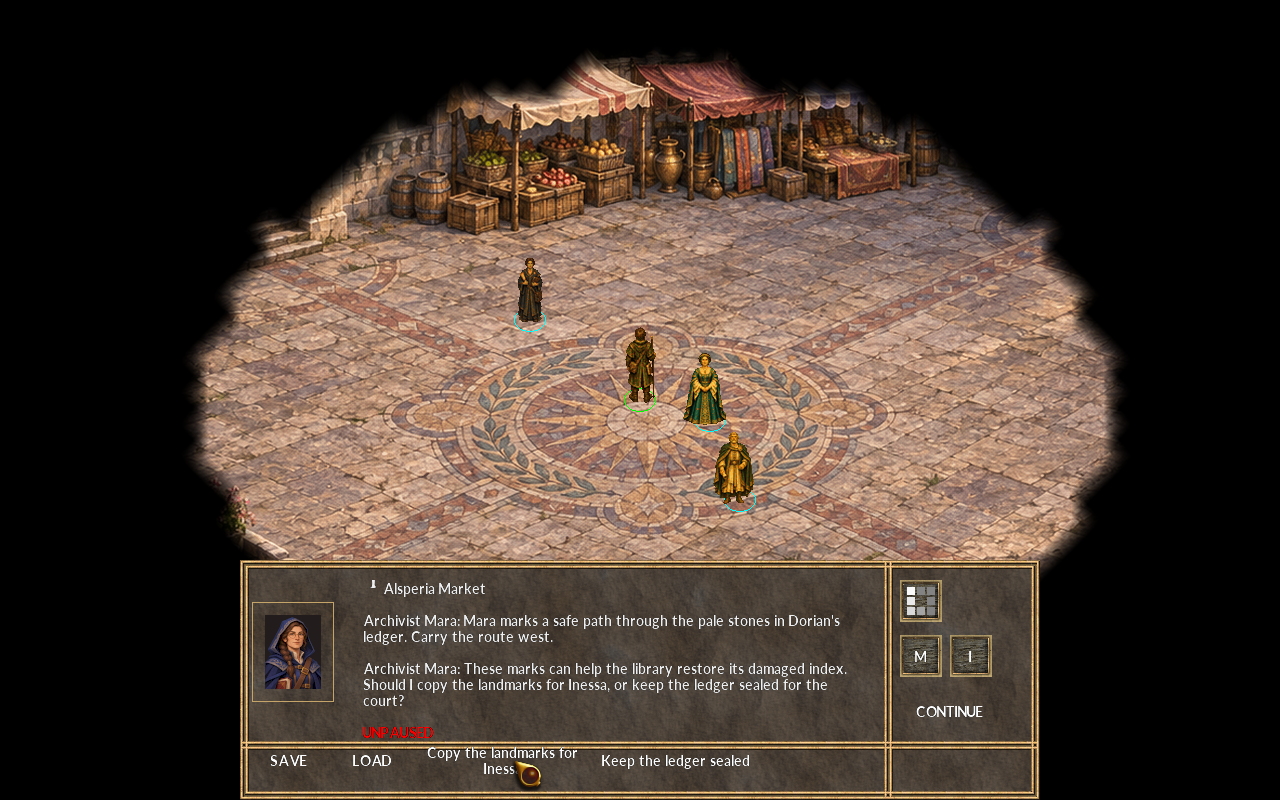 Alsperia Market
Archivist Mara: Mara marks a safe path through the pale stones in Dorian's
ledger. Carry the route west.
Archivist Mara: These marks can help the library restore its damaged index.
Should I copy the landmarks for Inessa, or keep the ledger sealed for the
court?
UNPAUSED
M I
CONTINUE
SAVE LOAD
Copy the landmarks for
Keep the ledger sealed